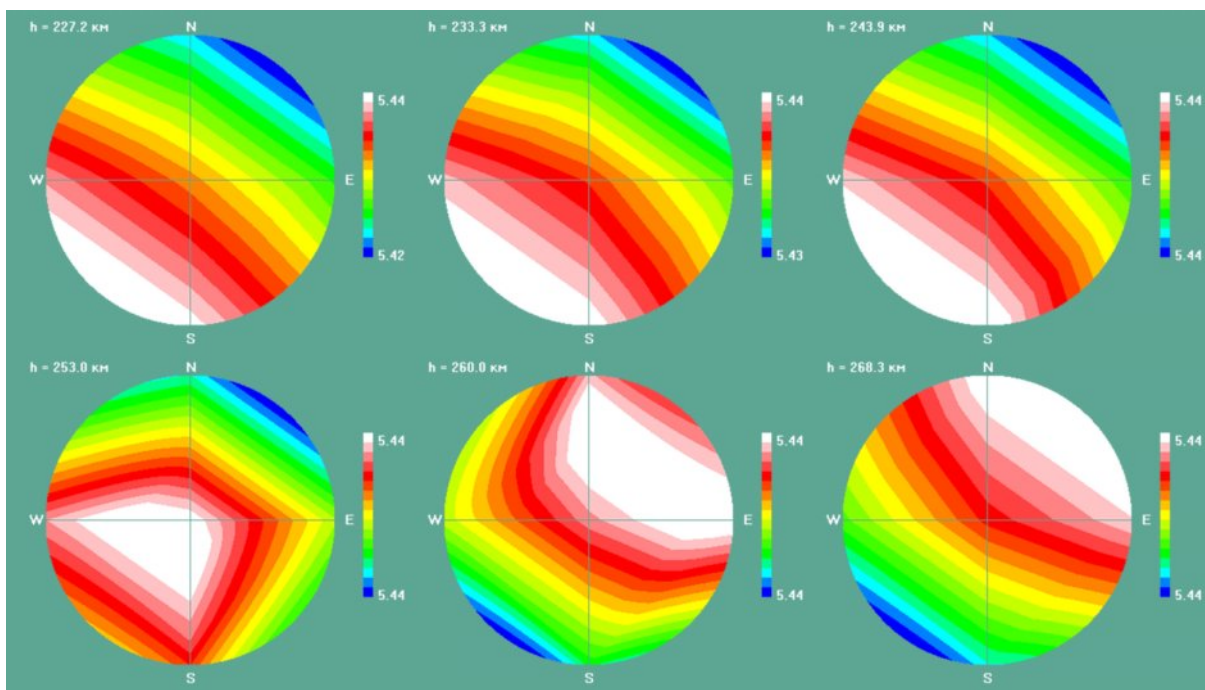 h = 227.2 км
N
5.44
W
E
5.42
S
h = 233.3 км
N
5.44
W
E
5.43
S
h = 243.9 км
N
5.44
W
E
5.44
S
h = 253.0 км
N
5.44
W
E
5.44
S
h = 260.0 км
N
5.44
W
E
5.44
S
h = 268.3 км
N
5.44
W
E
5.44
S